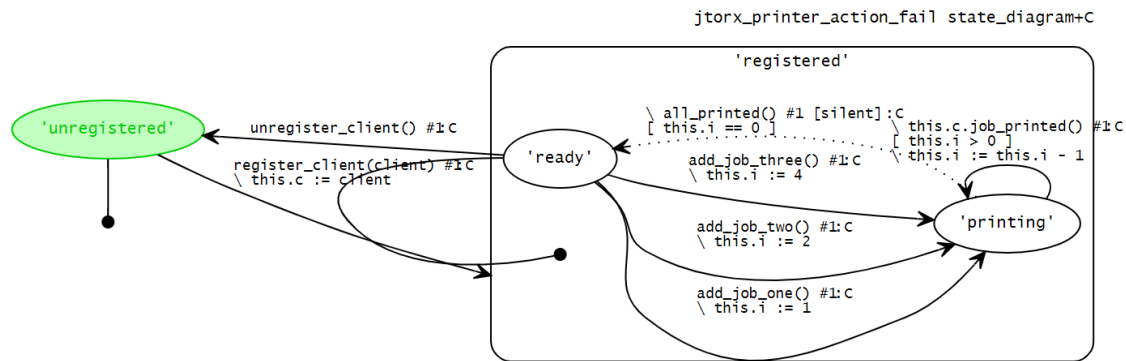 jtorx_printer_action_fail state_diagram+C
'registered'
\ all_printed() #1 [silent]:C
[ this.i == 0 ]
\ this.c.job_printed() #1:C
[ this.i > 0 ]
\ this.i := this.i - 1
'unregistered'
unregister_client() #1:C
'ready'
register_client(client) #1:C
\ this.c := client
add_job_three() #1:C
\ this.i := 4
'printing'
add_job_two() #1:C
\ this.i := 2
add_job_one() #1:C
\ this.i := 1